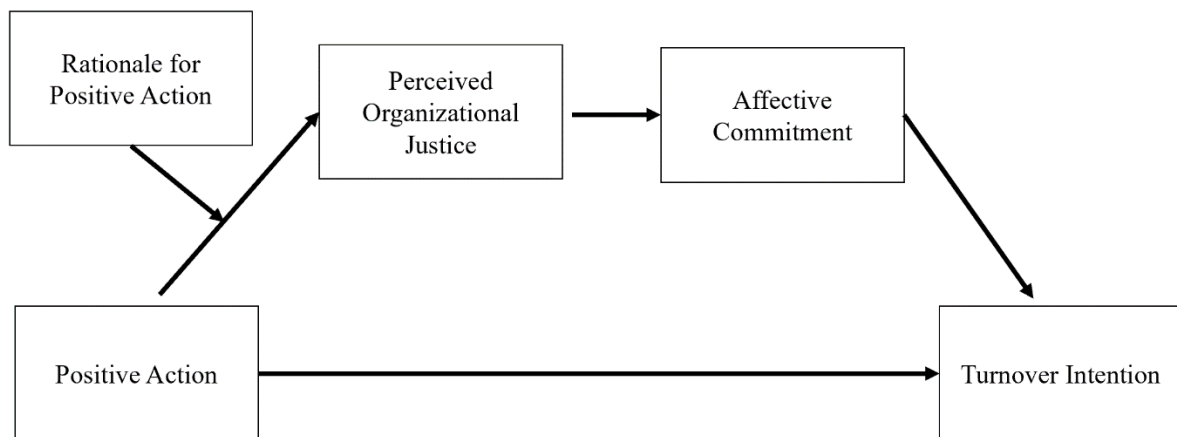 Rationale for
Positive Action
Perceived
Organizational
Justice
Affective
Commitment
Positive Action
Turnover Intention